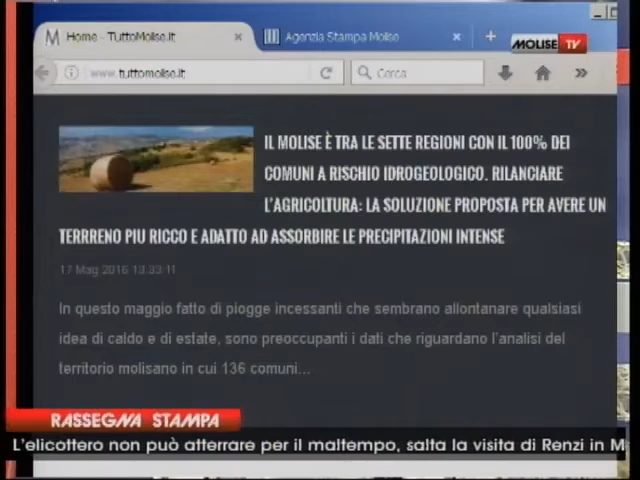 Home - TuttoMolise.it
Agenzia Stampa Molise
MOLISE TV
www.tuttomolise.it
Cerca
IL MOLISE È TRA LE SETTE REGIONI CON IL 100% DEI
COMUNI A RISCHIO IDROGEOLOGICO. RILANCIARE
L'AGRICOLTURA: LA SOLUZIONE PROPOSTA PER AVERE UN
TERRRENO PIU RICCO E ADATTO AD ASSORBIRE LE PRECIPITAZIONI INTENSE
17 Mag 2016 13:33:11
In questo maggio fatto di piogge incessanti che sembrano allontanare qualsiasi
idea di caldo e di estate, sono preoccupanti i dati che riguardano l'analisi del
territorio molisano in cui 136 comuni...
RASSEGNA STAMPA
L'elicottero non può atterrare per il maltempo, salta la visita di Renzi in M